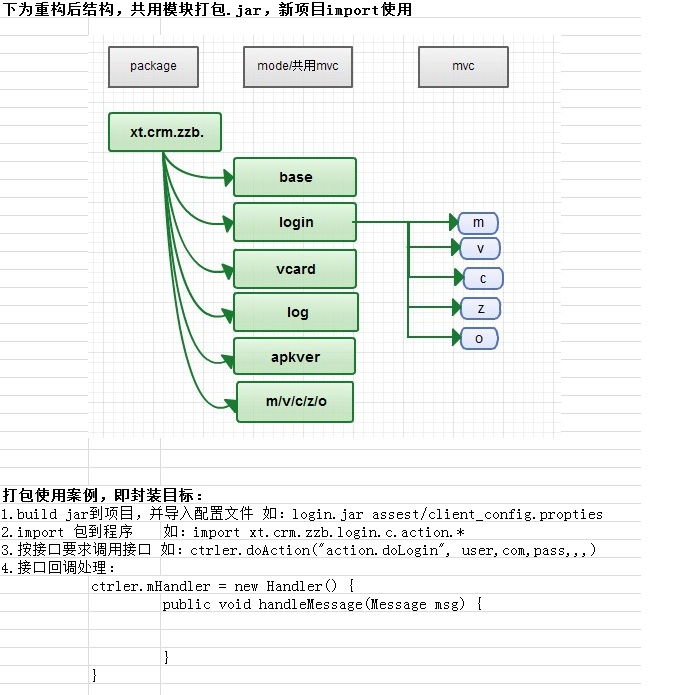 下为重构后结构，共用模块打包.jar，新项目import使用
package
mode/共用mvc
mvc
xt.crm.zzb.
base
login
vcard
log
apkver
m/v/c/z/o
m
v
c
z
o
打包使用案例，即封装目标：
1.build jar到项目，并导入配置文件 如：login.jar assest/client_config.propties
2.import 包到程序 如：import xt.crm.zzb.login.c.action.*
3.按接口要求调用接口 如：ctrler.doAction("action.doLogin", user,com,pass,,,)
4.接口回调处理：
ctrler.mHandler = new Handler() {
public void handleMessage(Message msg) {
}
}